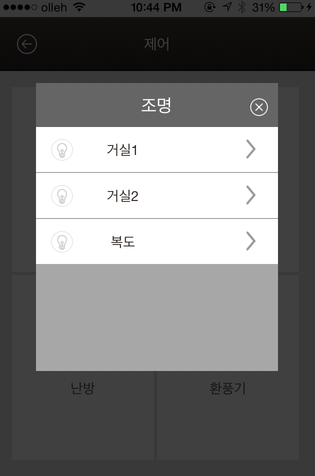 olleh 10:44 PM 31%
제어
조명
거실1
거실2
복도
난방 환풍기